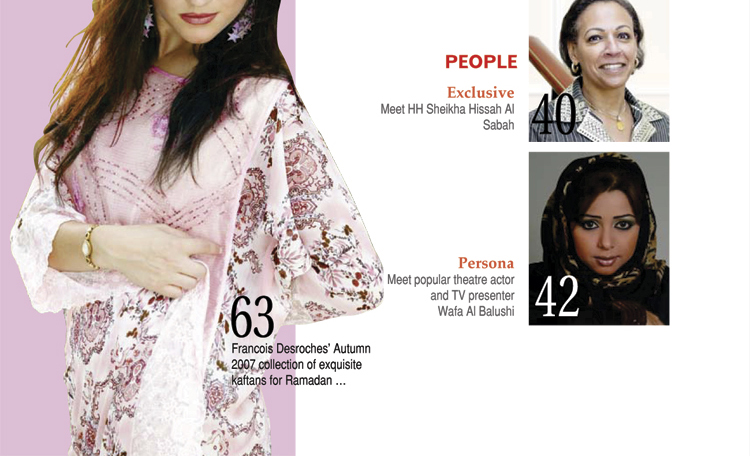 PEOPLE
Exclusive
Meet HH Sheikha Hissah Al
Sabah
40
Persona
Meet popular theatre actor
and TV presenter
Wafa Al Balushi
42
63
Francois Desroches' Autumn
2007 collection of exquisite
kaftans for Ramadan ...